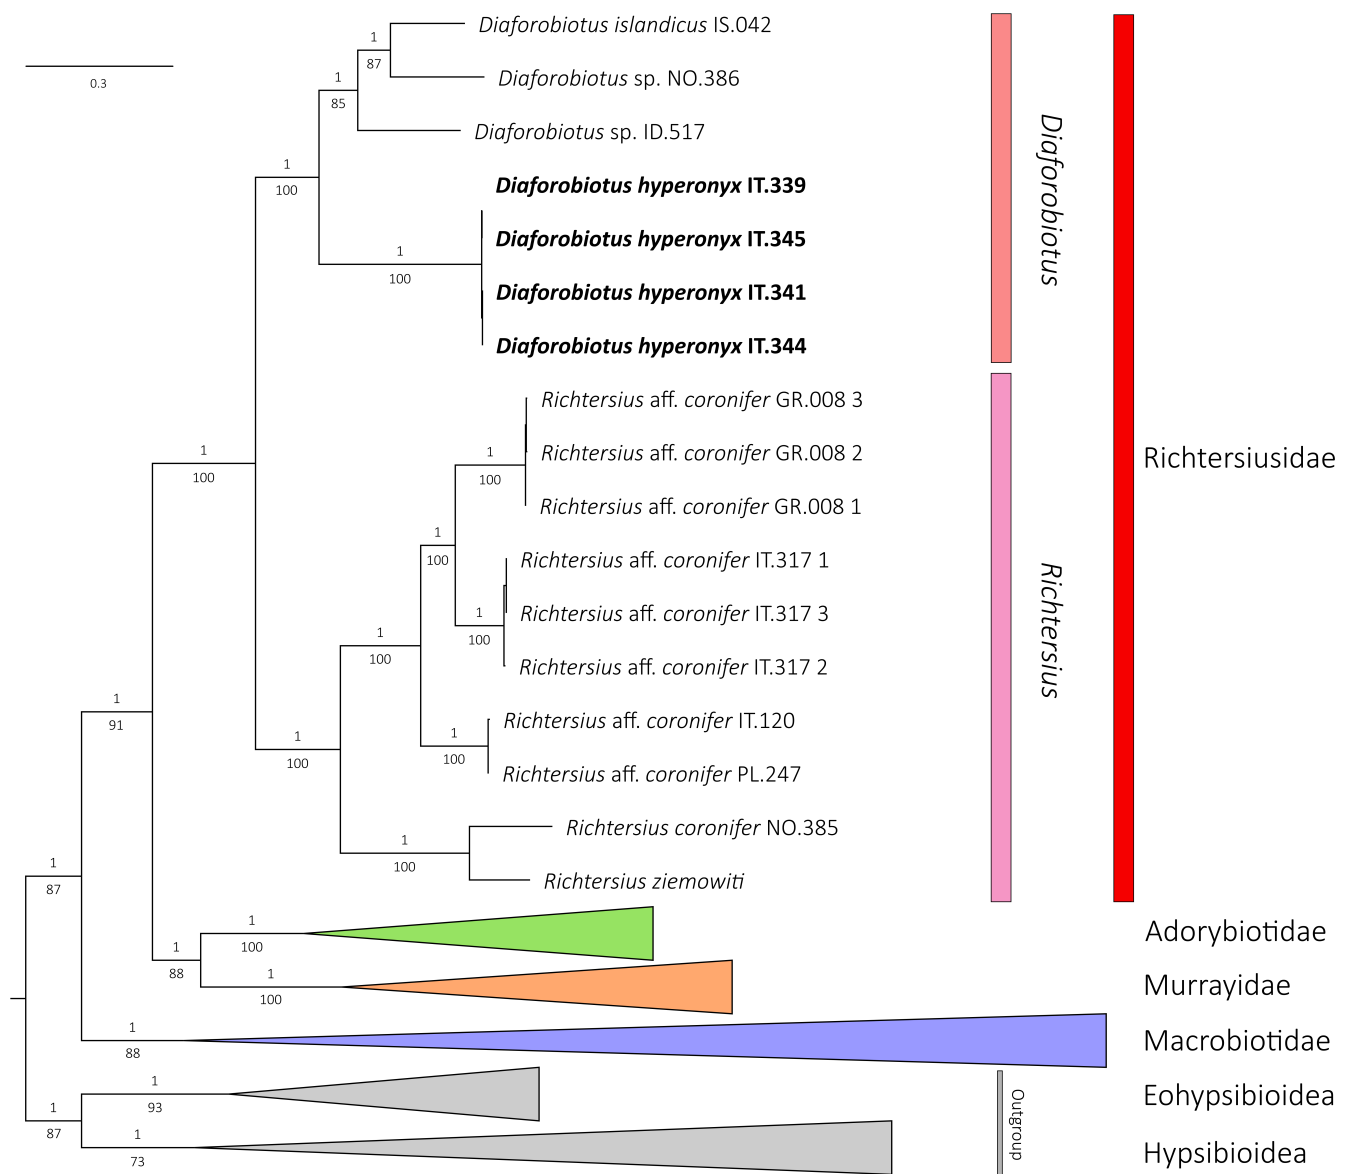 Diaforobiotus islandicus IS.042
1
87
0.3
1
85
Diaforobiotus sp. NO.386
Diaforobiotus sp. ID.517
1
100
Diaforobiotus hyperonyx IT.339
Diaforobiotus hyperonyx IT.345
1
100
Diaforobiotus hyperonyx IT.341
Diaforobiotus hyperonyx IT.344
Diaforobiotus
Richtersius aff. coronifer GR.008 3
Richtersius aff. coronifer GR.008 2
1
100
Richtersius aff. coronifer GR.008 1
1
100
Richtersiusidae
1
100
Richtersius aff. coronifer IT.317 1
Richtersius aff. coronifer IT.317 3
1
100
Richtersius aff. coronifer IT.317 2
1
100
Richtersius
Richtersius aff. coronifer IT.120
1
100
Richtersius aff. coronifer PL.247
1
100
1
91
Richtersius coronifer NO.385
1
100
Richtersius ziemowiti
1
87
1
100
Adorybiotidae
1
88
1
100
Murrayidae
1
88
Macrobiotidae
1
93
Eohypsibioidea
1
87
1
73
Outgroup
Hypsibioidea